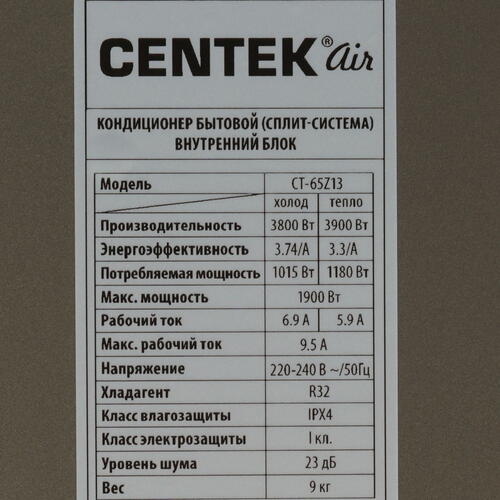 CENTEK® air
КОНДИЦИОНЕР БЫТОВОЙ (СПЛИТ-СИСТЕМА)
ВНУТРЕННИЙ БЛОК
Модель CT-65Z13
холод тепло
Производительность 3800 Вт 3900 Вт
Энергоэффективность 3.74/A 3.3/A
Потребляемая мощность 1015 Вт 1180 Вт
Макс. мощность 1900 Вт
Рабочий ток 6.9 А 5.9 А
Макс. рабочий ток 9.5 А
Напряжение 220-240 В ~/50Гц
Хладагент R32
Класс влагозащиты IPX4
Класс электрозащиты I кл.
Уровень шума 23 дБ
Вес 9 кг